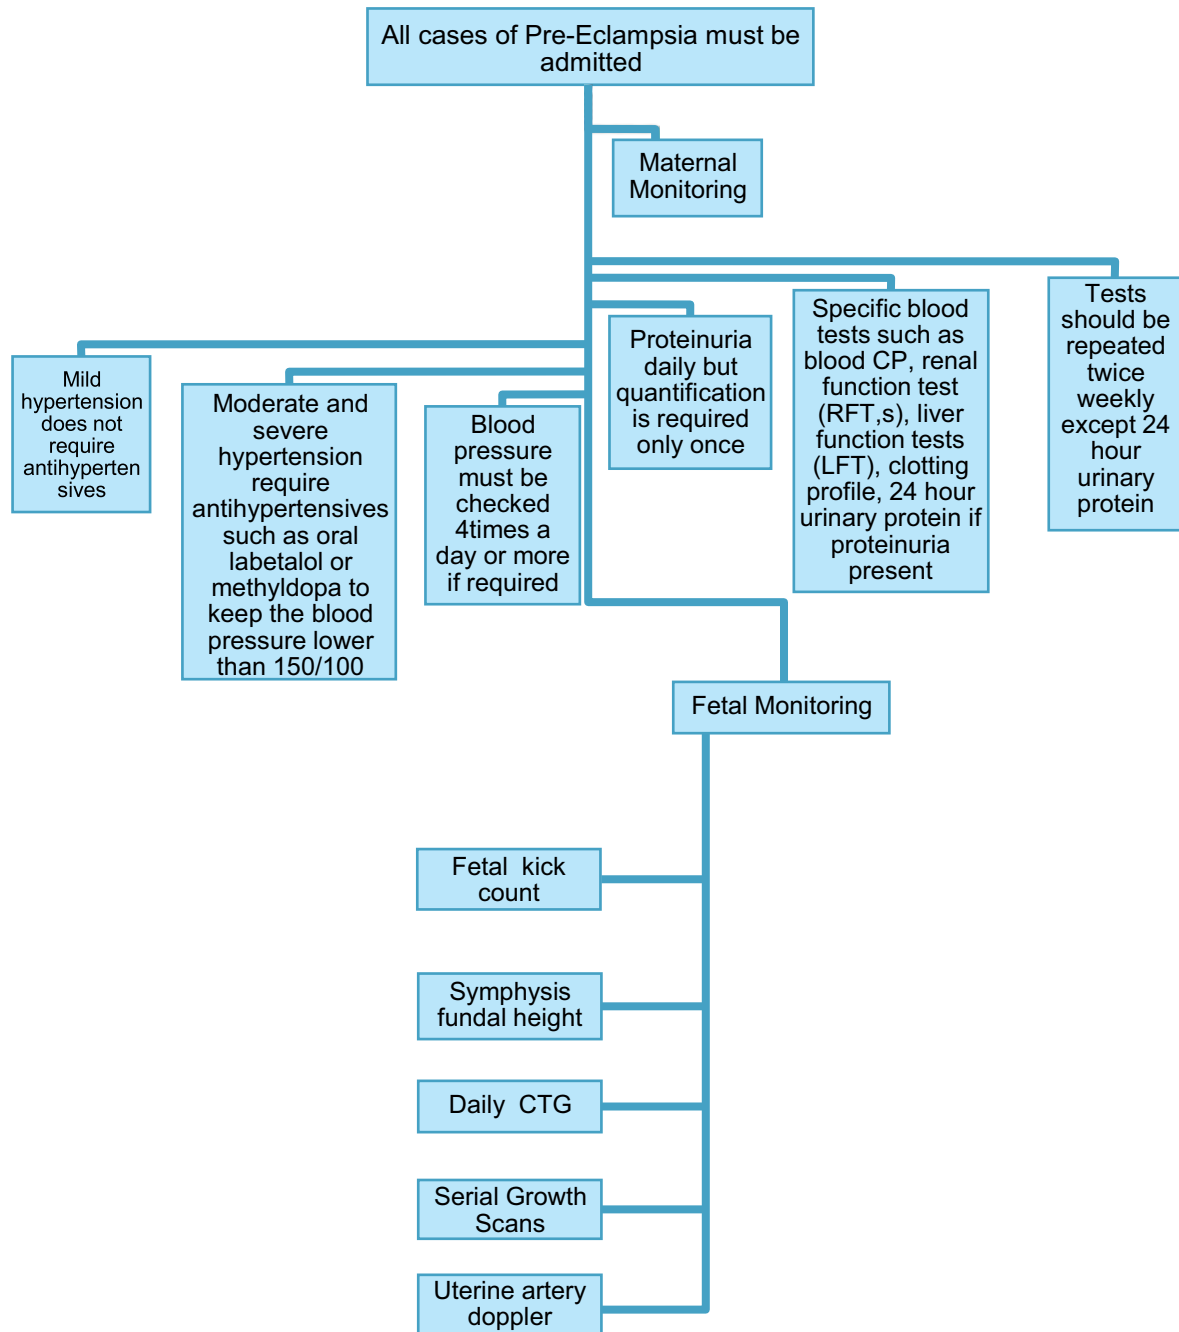 All cases of Pre-Eclampsia must be
admitted
Maternal
Monitoring
Mild
hypertension
does not
require
antihyperten
sives
Moderate and
severe
hypertension
require
antihypertensives
such as oral
labetalol or
methyldopa to
keep the blood
pressure lower
than 150/100
Blood
pressure
must be
checked
4times a
day or more
if required
Proteinuria
daily but
quantification
is required
only once
Specific blood
tests such as
blood CP, renal
function test
(RFT,s), liver
function tests
(LFT), clotting
profile, 24 hour
urinary protein if
proteinuria
present
Tests
should be
repeated
twice
weekly
except 24
hour
urinary
protein
Fetal Monitoring
Fetal kick
count
Symphysis
fundal height
Daily CTG
Serial Growth
Scans
Uterine artery
doppler